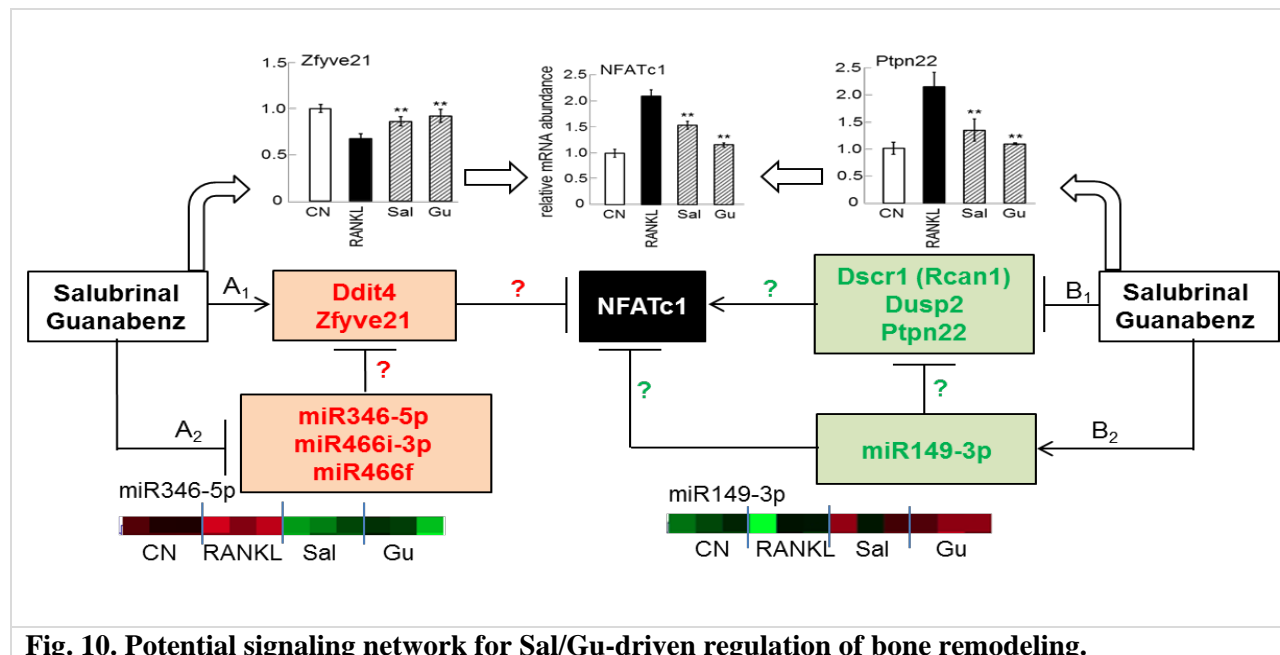 Zfyve21
1.5
1.0
0.5
0
**
**
CN
RANKL
Sal
Gu
NFATc1
relative mRNA abundance
2.5
2.0
1.5
1.0
0.5
0
**
**
CN
RANKL
Sal
Gu
Ptpn22
2.5
2.0
1.5
1.0
0.5
0
**
**
CN
RANKL
Sal
Gu
Salubrinal
Guanabenz
A1
Ddit4
Zfyve21
?
NFATc1
?
Dscr1 (Rcan1)
Dusp2
Ptpn22
B1
Salubrinal
Guanabenz
A2
?
miR346-5p
miR466i-3p
miR466f
?
?
miR149-3p
B2
miR346-5p
CN RANKL Sal Gu
miR149-3p
CN RANKL Sal Gu
Fig. 10. Potential signaling network for Sal/Gu-driven regulation of bone remodeling.